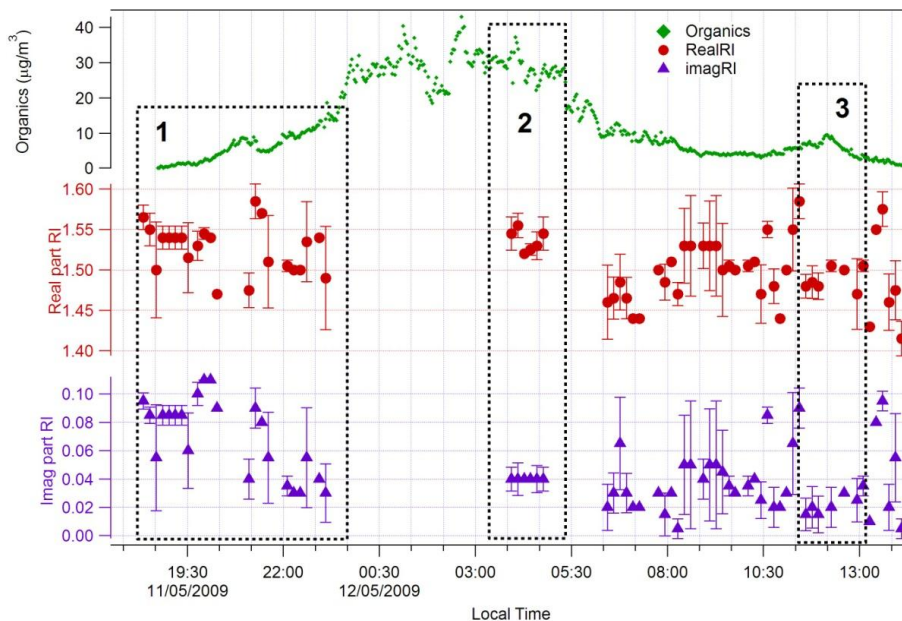 Organics (µg/m³)
40
30
20
10
0
Organics
RealRI
imagRI
1
2
3
Real part RI
1.60
1.55
1.50
1.45
1.40
Imag part RI
0.10
0.08
0.06
0.04
0.02
0.00
19:30 22:00 00:30 03:00 05:30 08:00 10:30 13:00
11/05/2009 12/05/2009
Local Time